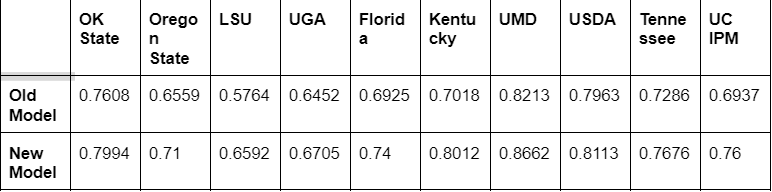 OK State Oregon State LSU UGA Florida Kentucky UMD USDA Tennessee UC IPM
Old Model 0.7608 0.6559 0.5764 0.6452 0.6925 0.7018 0.8213 0.7963 0.7286 0.6937
New Model 0.7994 0.71 0.6592 0.6705 0.74 0.8012 0.8662 0.8113 0.7676 0.76